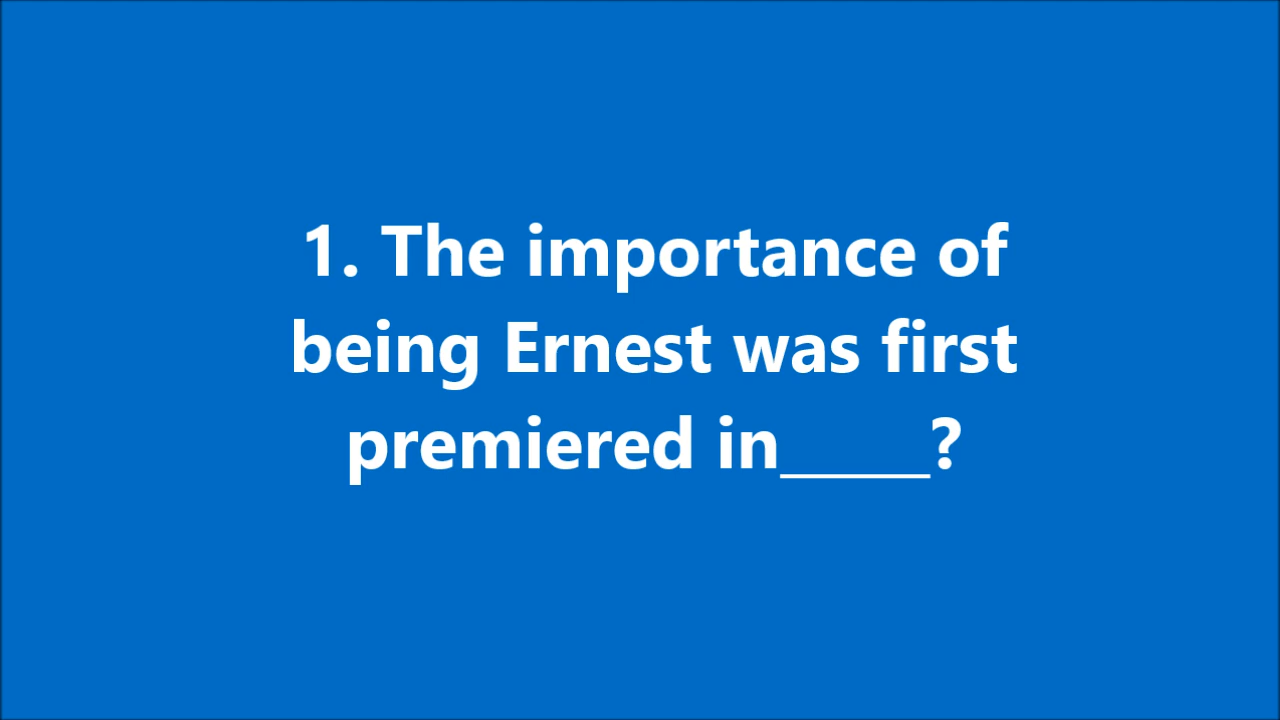 1. The importance of
being Ernest was first
premiered in_____?